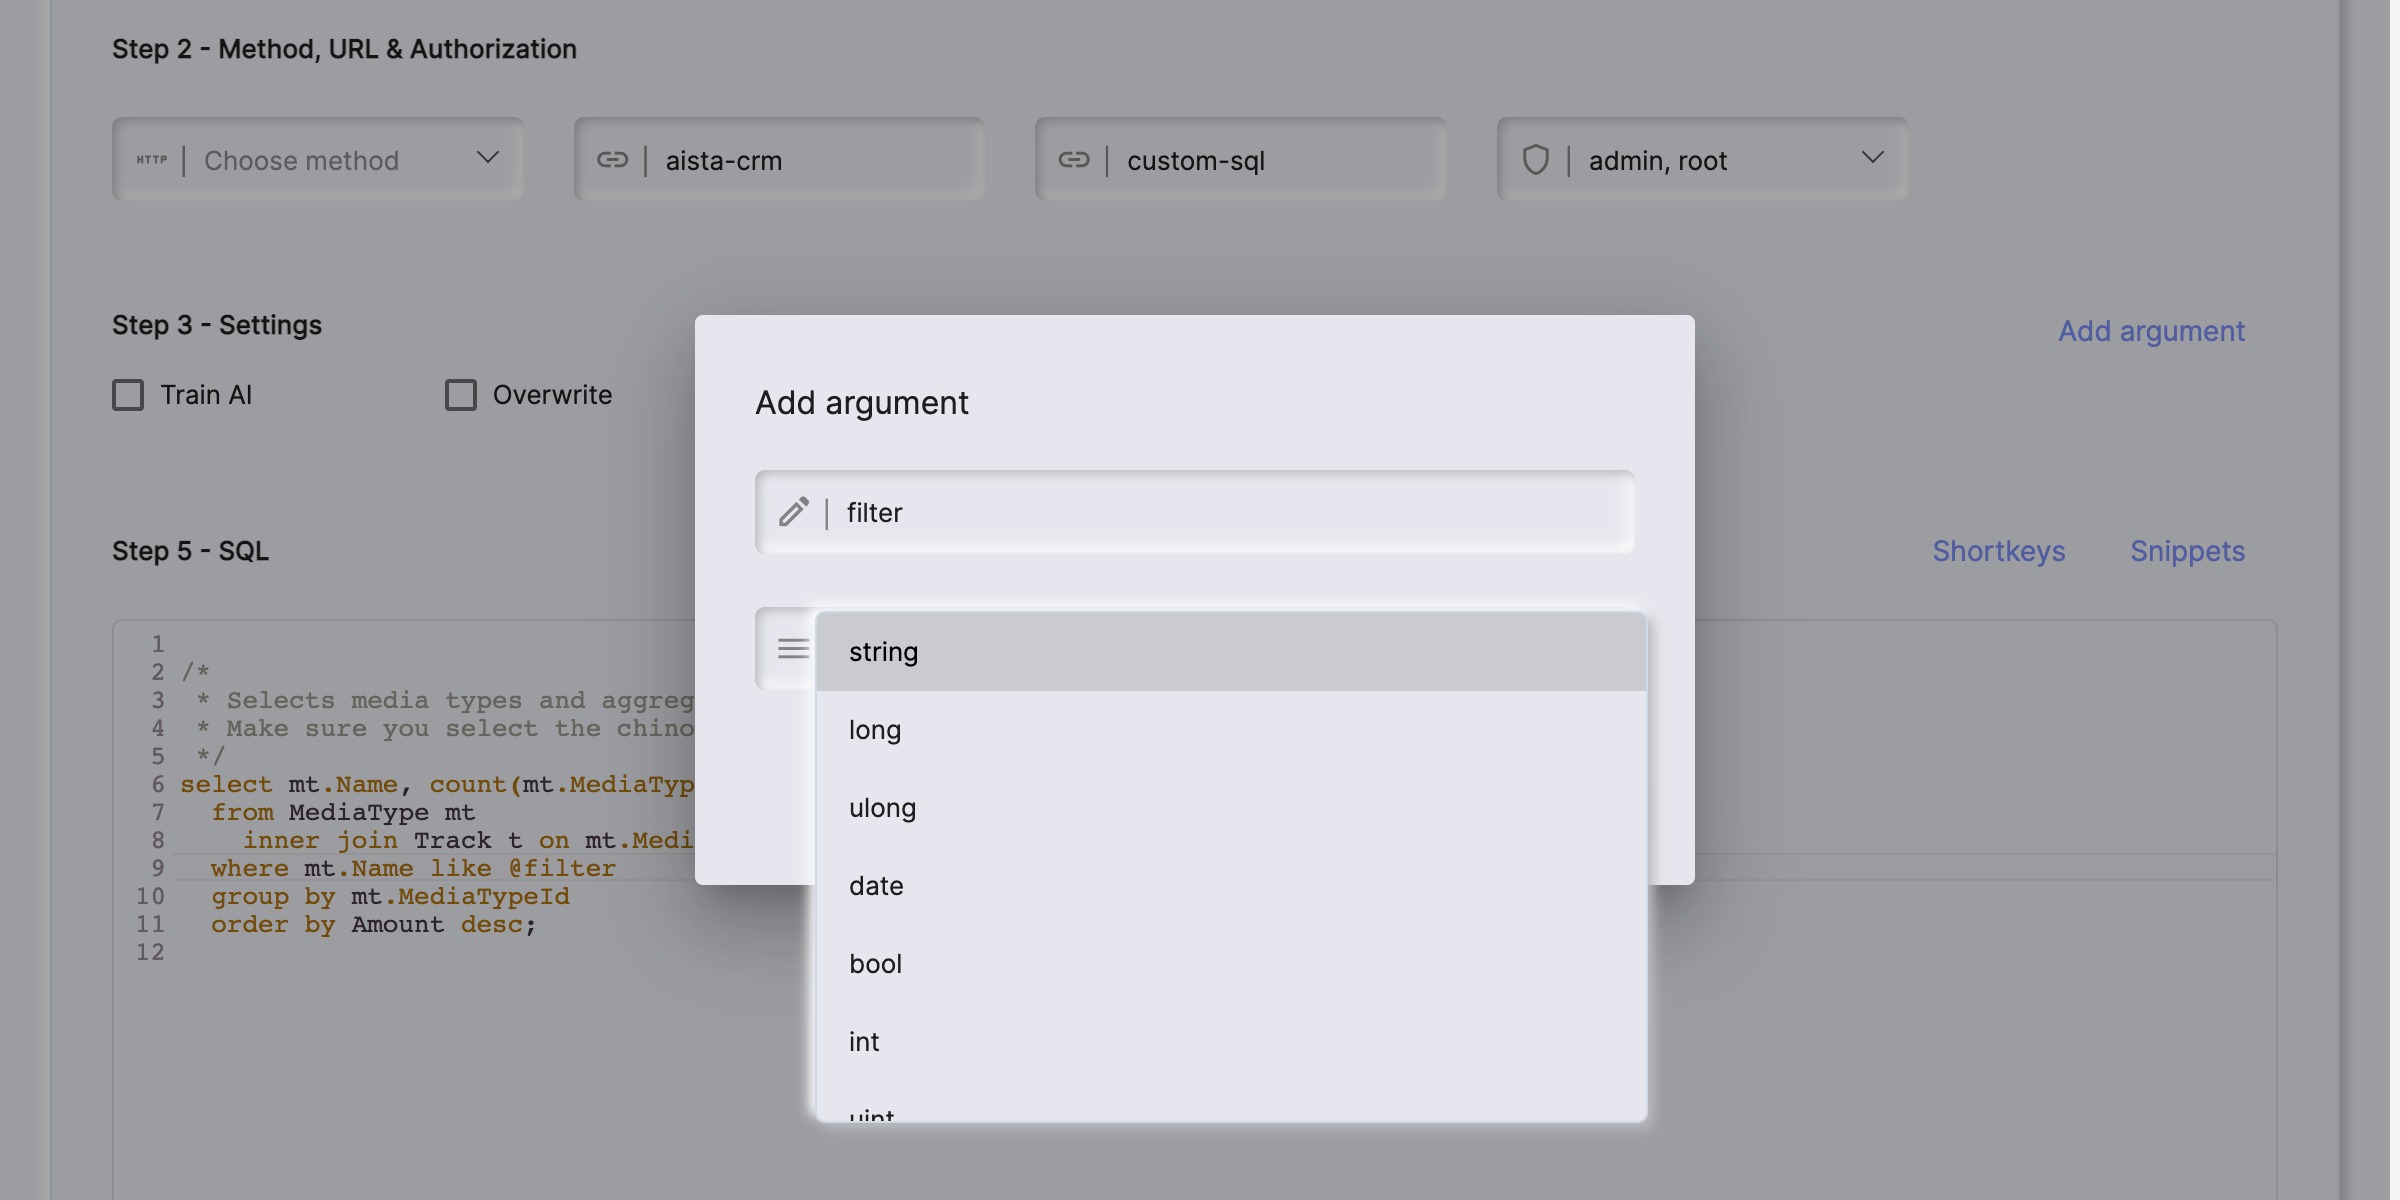 Step 2 - Method, URL & Authorization
HTTP | Choose method
aista-crm
custom-sql
admin, root
Step 3 - Settings
Add argument
Train AI
Overwrite
Add argument
filter
Step 5 - SQL
Shortkeys
Snippets
string
long
ulong
date
bool
int
uint
1
2 /*
3 * Selects media types and aggreg
4 * Make sure you select the chino
5 */
6 select mt.Name, count(mt.MediaTyp
7 from MediaType mt
8 inner join Track t on mt.Medi
9 where mt.Name like @filter
10 group by mt.MediaTypeId
11 order by Amount desc;
12